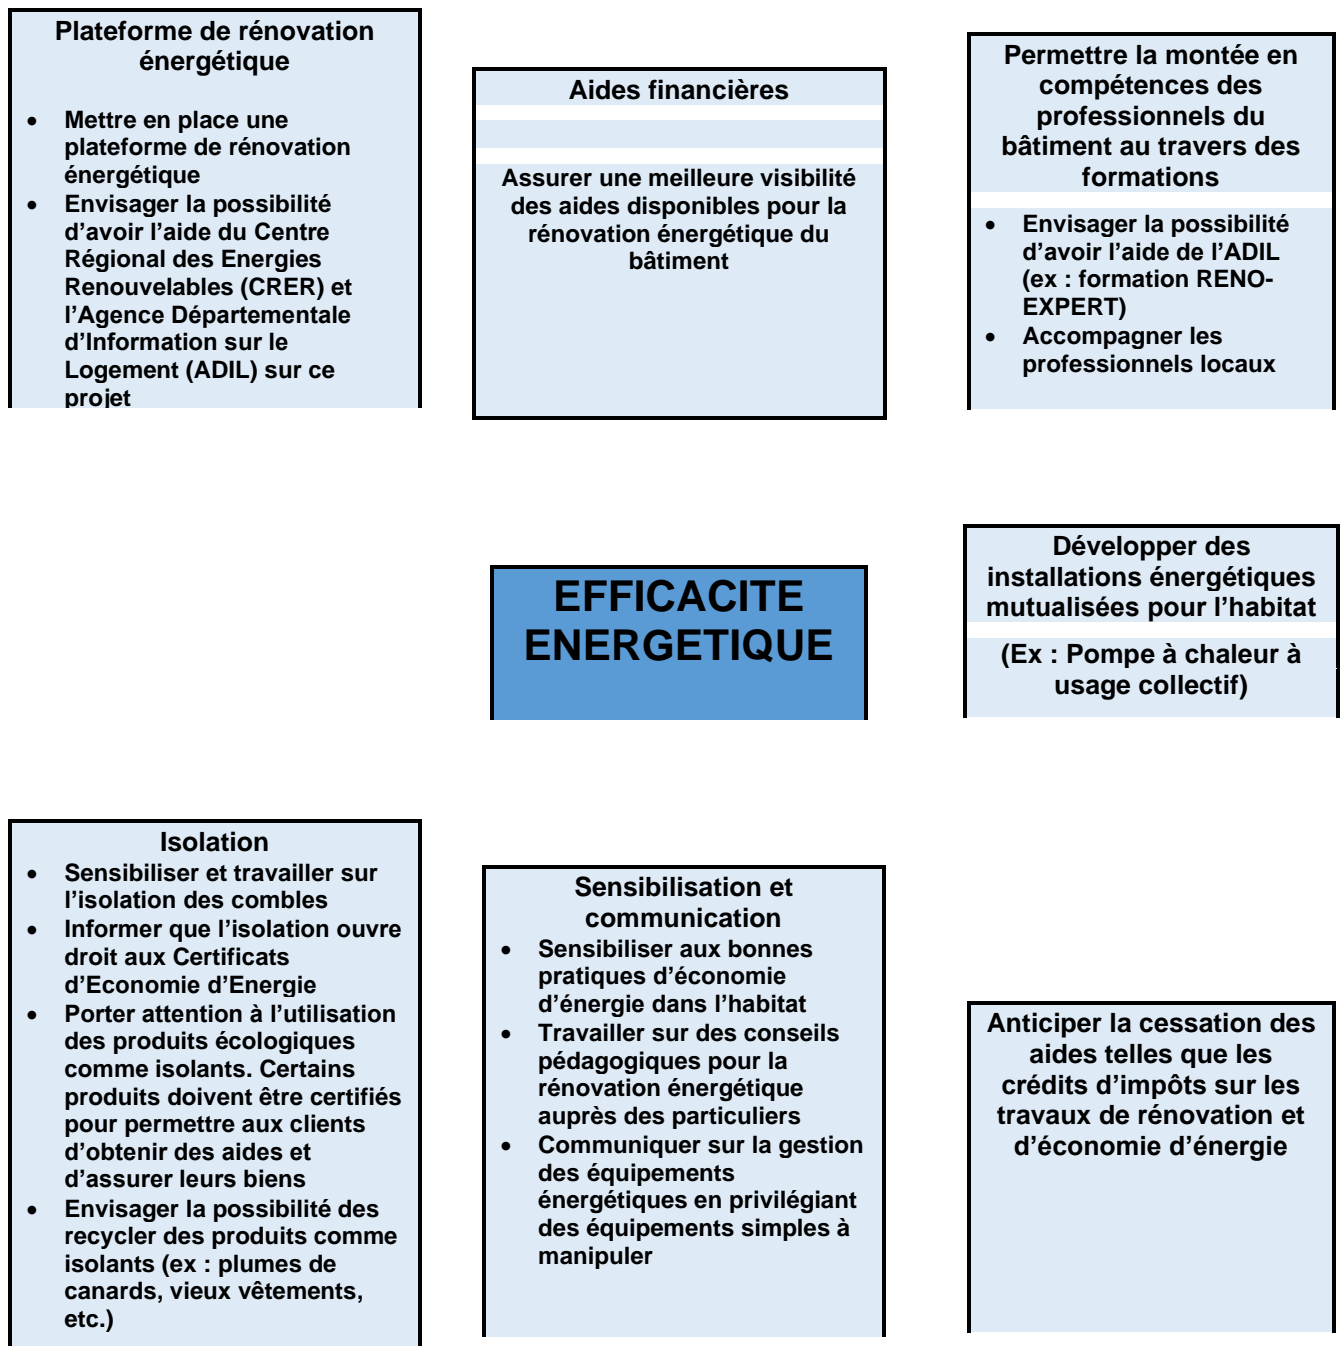 Plateforme de rénovation
énergétique
• Mettre en place une
plateforme de rénovation
énergétique
• Envisager la possibilité
d’avoir l’aide du Centre
Régional des Energies
Renouvelables (CRER) et
l’Agence Départementale
d’Information sur le
Logement (ADIL) sur ce
projet
Aides financières
Assurer une meilleure visibilité
des aides disponibles pour la
rénovation énergétique du
bâtiment
Permettre la montée en
compétences des
professionnels du
bâtiment au travers des
formations
• Envisager la possibilité
d’avoir l’aide de l’ADIL
(ex : formation RENO-
EXPERT)
• Accompagner les
professionnels locaux
EFFICACITE
ENERGETIQUE
Développer des
installations énergétiques
mutualisées pour l’habitat
(Ex : Pompe à chaleur à
usage collectif)
Isolation
• Sensibiliser et travailler sur
l’isolation des combles
• Informer que l’isolation ouvre
droit aux Certificats
d’Economie d’Energie
• Porter attention à l’utilisation
des produits écologiques
comme isolants. Certains
produits doivent être certifiés
pour permettre aux clients
d’obtenir des aides et
d’assurer leurs biens
• Envisager la possibilité des
recycler des produits comme
isolants (ex : plumes de
canards, vieux vêtements,
etc.)
Sensibilisation et
communication
• Sensibiliser aux bonnes
pratiques d’économie
d’énergie dans l’habitat
• Travailler sur des conseils
pédagogiques pour la
rénovation énergétique
auprès des particuliers
• Communiquer sur la gestion
des équipements
énergétiques en privilégiant
des équipements simples à
manipuler
Anticiper la cessation des
aides telles que les
crédits d’impôts sur les
travaux de rénovation et
d’économie d’énergie